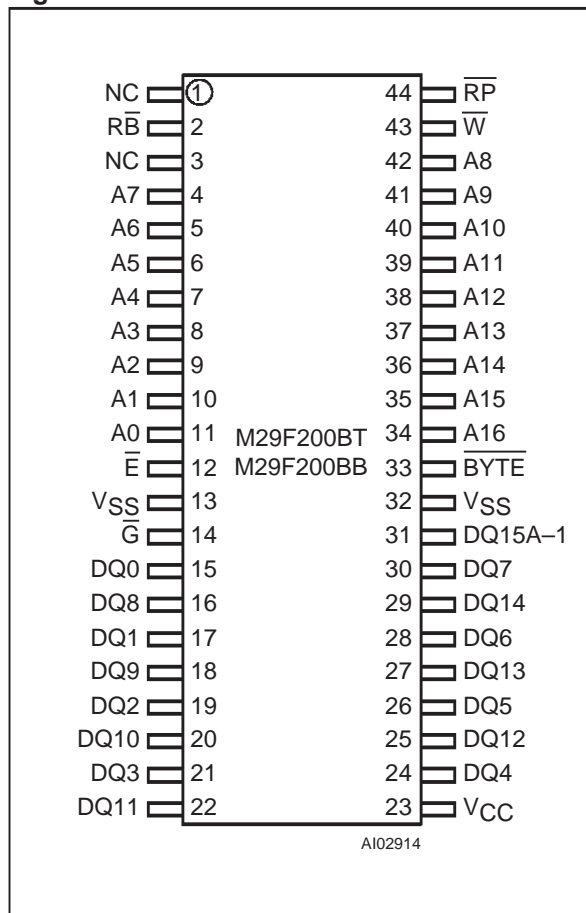 NC 1 44 R̅P̅
RB̅ 2 43 W̅
NC 3 42 A8
A7 4 41 A9
A6 5 40 A10
A5 6 39 A11
A4 7 38 A12
A3 8 37 A13
A2 9 36 A14
A1 10 35 A15
A0 11 M29F200BT 34 A16
E̅ 12 M29F200BB 33 B̅Y̅T̅E̅
VSS 13 32 VSS
G̅ 14 31 DQ15A–1
DQ0 15 30 DQ7
DQ8 16 29 DQ14
DQ1 17 28 DQ6
DQ9 18 27 DQ13
DQ2 19 26 DQ5
DQ10 20 25 DQ12
DQ3 21 24 DQ4
DQ11 22 23 VCC
AI02914